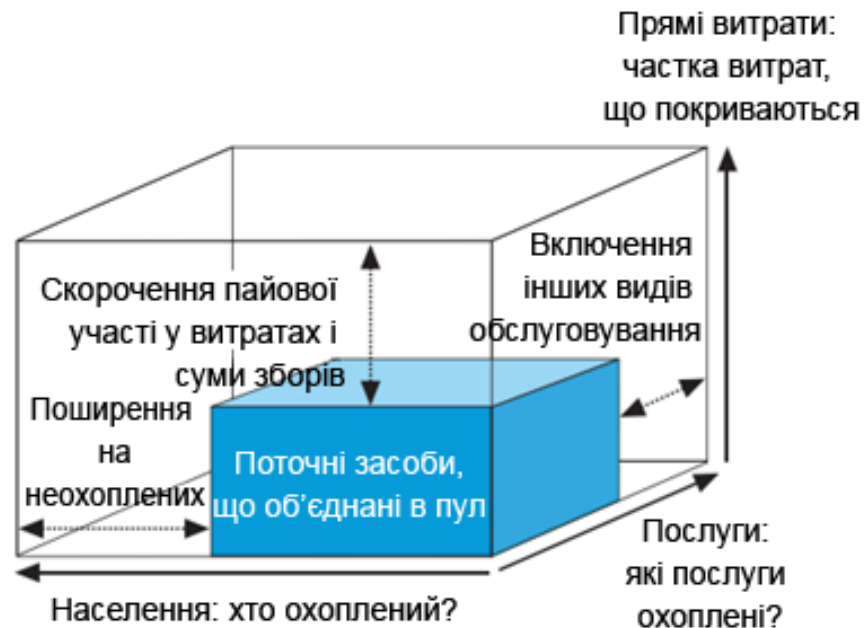 Прямі витрати:
частка витрат,
що покриваються
Включення
інших видів
обслуговування
Скорочення пайової
участі у витратах і
суми зборів
Поширення
на
неохоплених
Поточні засоби,
що об’єднані в пул
Послуги:
які послуги
охоплені?
Населення: хто охоплений?